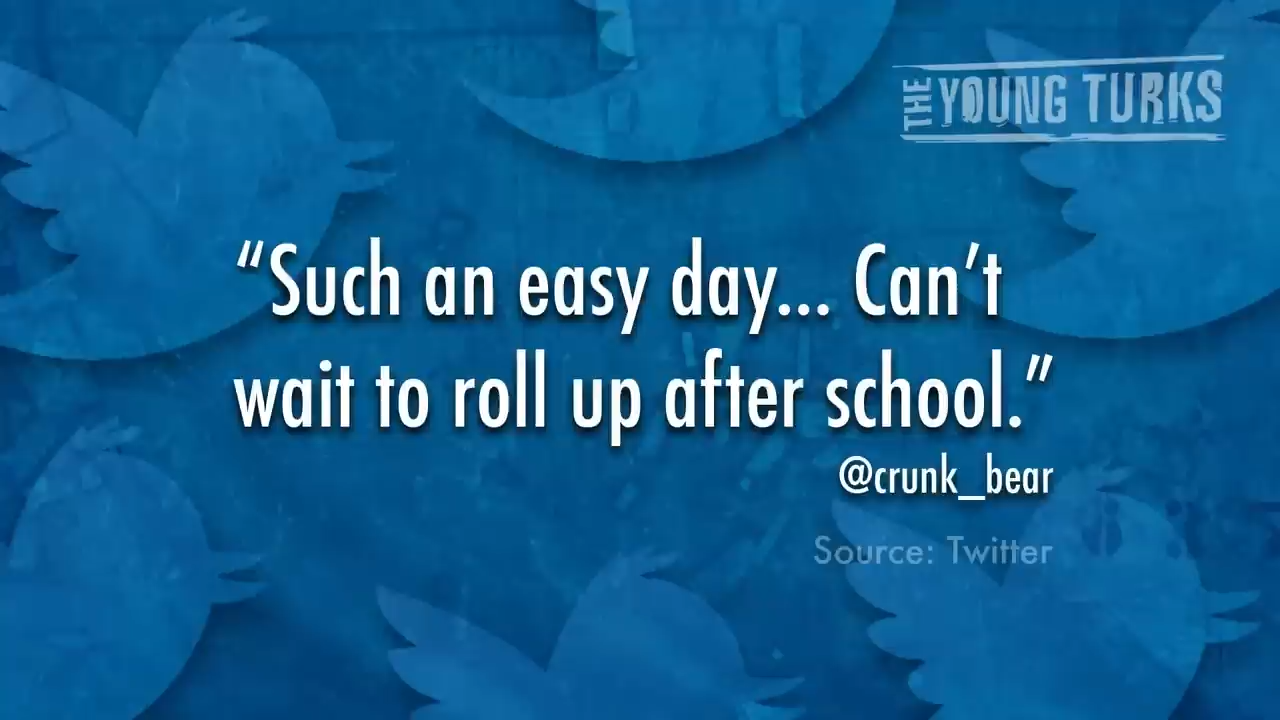 THE YOUNG TURKS
“Such an easy day... Can’t
wait to roll up after school.”
@crunk_bear
Source: Twitter